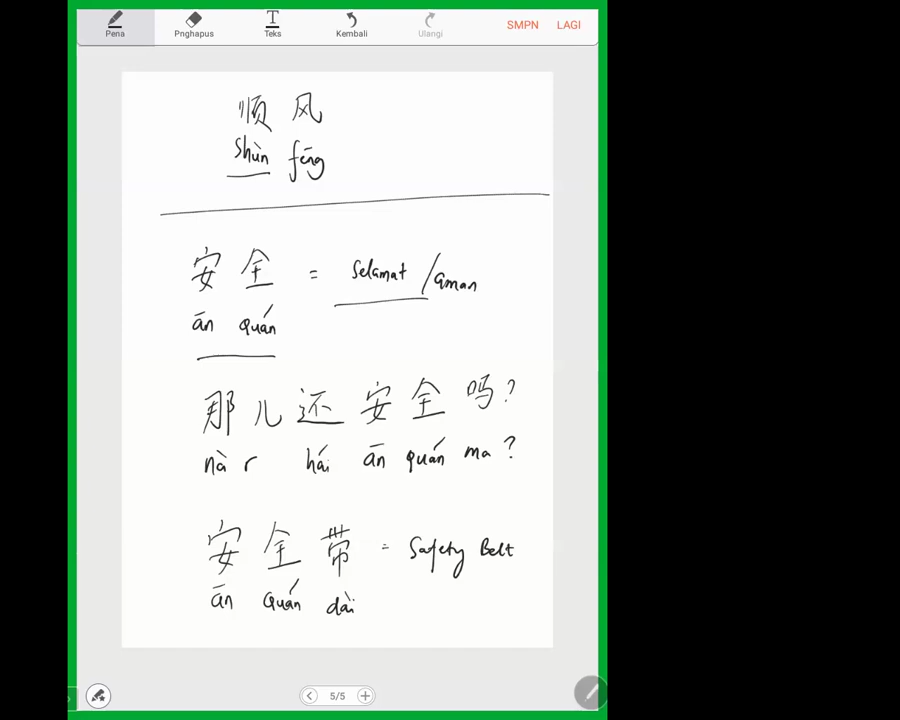 Pena Pnghapus Teks Kembali Ulangi SMPN LAGI
顺风
shùn fēng
安全 = selamat / aman
ān quán
那儿还安全吗?
nà r hái ān quán ma?
安全带 = Safety Belt
ān quán dài
5/5